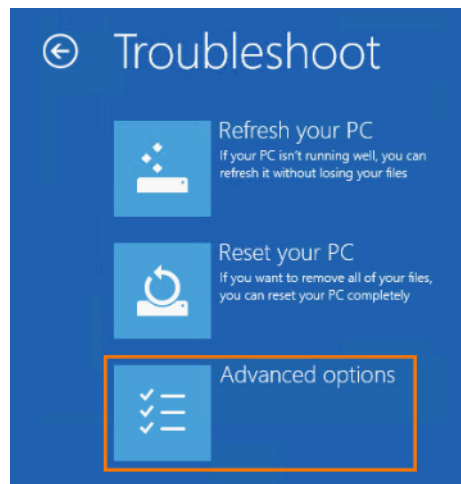 Troubleshoot
Refresh your PC
If your PC isn't running well, you can
refresh it without losing your files
Reset your PC
If you want to remove all of your files,
you can reset your PC completely
Advanced options